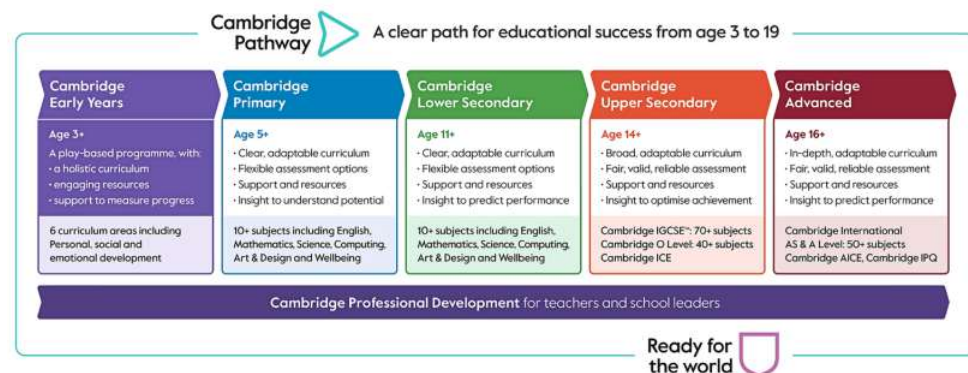 Cambridge
Pathway
A clear path for educational success from age 3 to 19
Cambridge
Early Years
Age 3+
A play-based programme, with:
• a holistic curriculum
• engaging resources
• support to measure progress
6 curriculum areas including
Personal, social and
emotional development
Cambridge
Primary
Age 5+
• Clear, adaptable curriculum
• Flexible assessment options
• Support and resources
• Insight to understand potential
10+ subjects including English,
Mathematics, Science, Computing,
Art & Design and Wellbeing
Cambridge
Lower Secondary
Age 11+
• Clear, adaptable curriculum
• Flexible assessment options
• Support and resources
• Insight to predict performance
10+ subjects including English,
Mathematics, Science, Computing,
Art & Design and Wellbeing
Cambridge
Upper Secondary
Age 14+
• Broad, adaptable curriculum
• Fair, valid, reliable assessment
• Support and resources
• Insight to optimise achievement
Cambridge IGCSE™: 70+ subjects
Cambridge O Level: 40+ subjects
Cambridge ICE
Cambridge
Advanced
Age 16+
• In-depth, adaptable curriculum
• Fair, valid, reliable assessment
• Support and resources
• Insight to predict performance
Cambridge International
AS & A Level: 50+ subjects
Cambridge AICE, Cambridge IPQ
Cambridge Professional Development for teachers and school leaders
Ready for
the world